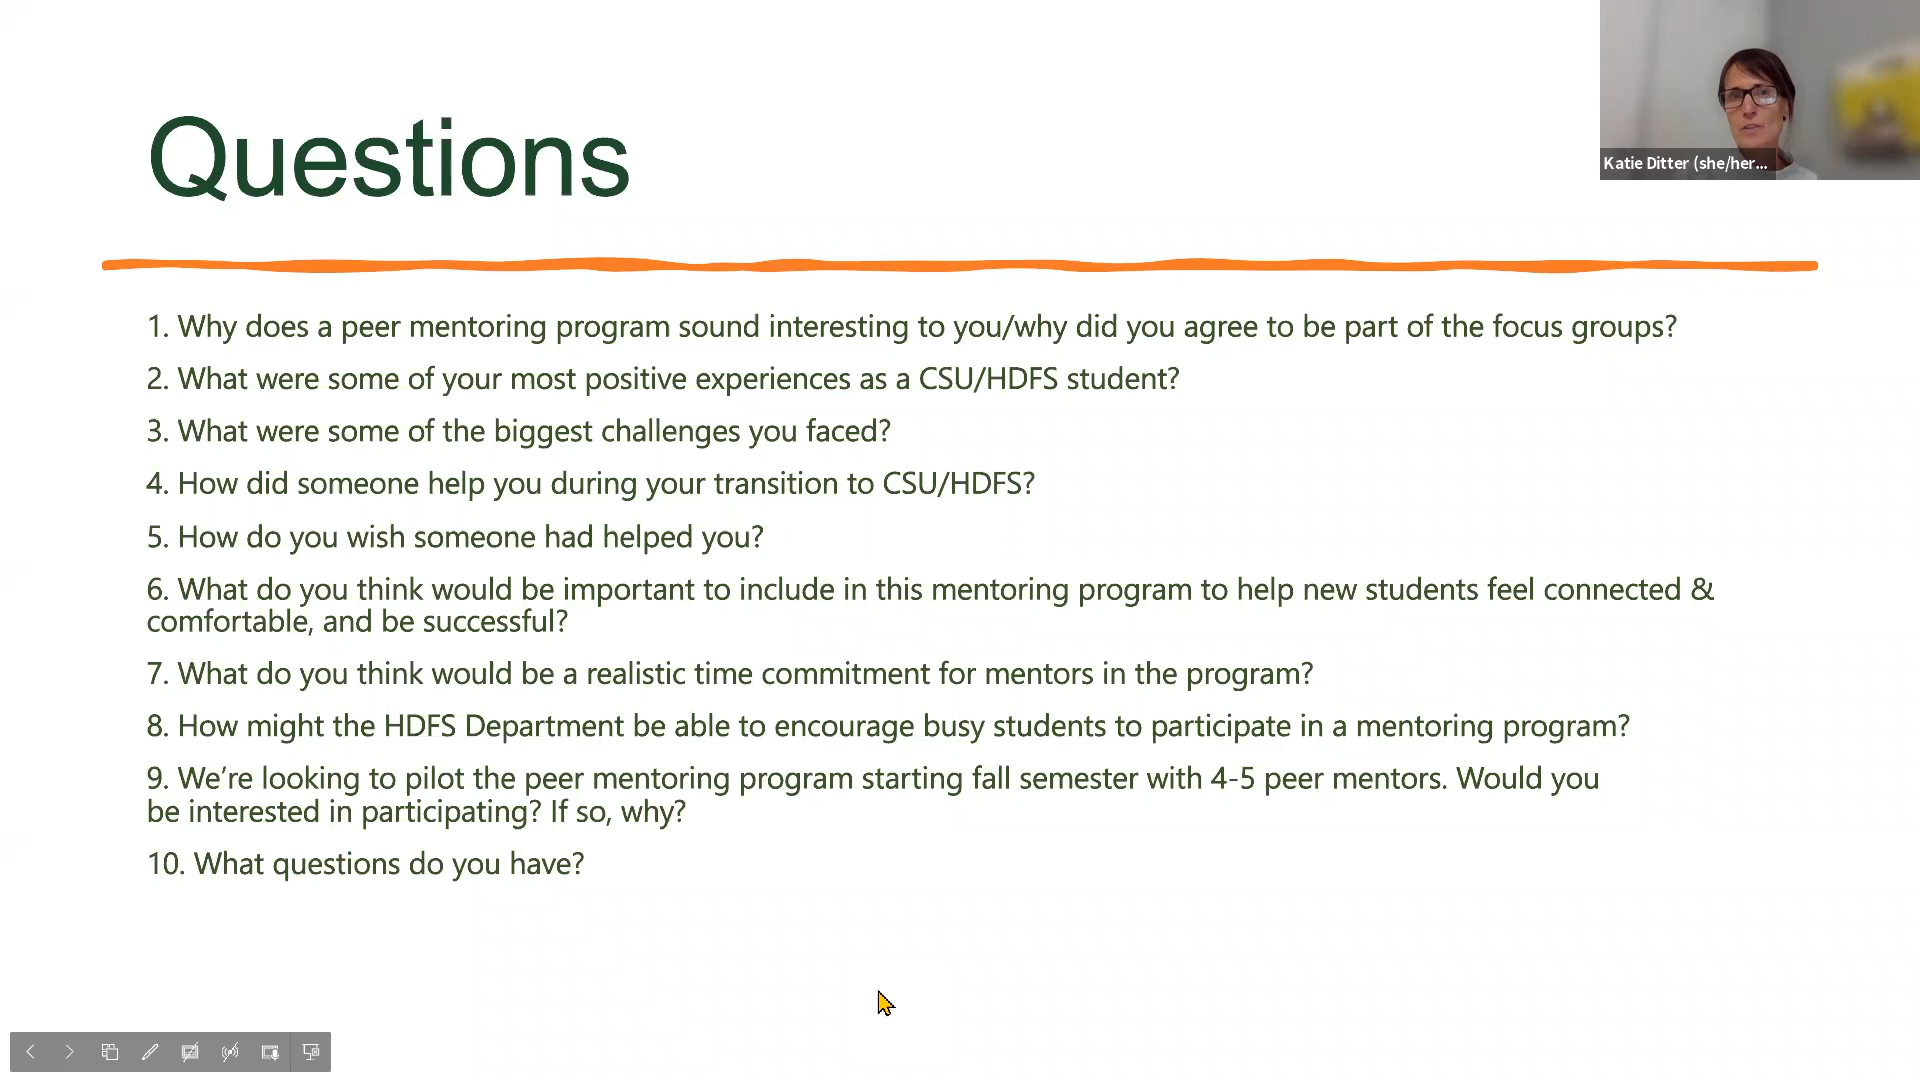 Questions
Katie Ditter (she/her...
1. Why does a peer mentoring program sound interesting to you/why did you agree to be part of the focus groups?
2. What were some of your most positive experiences as a CSU/HDFS student?
3. What were some of the biggest challenges you faced?
4. How did someone help you during your transition to CSU/HDFS?
5. How do you wish someone had helped you?
6. What do you think would be important to include in this mentoring program to help new students feel connected &
comfortable, and be successful?
7. What do you think would be a realistic time commitment for mentors in the program?
8. How might the HDFS Department be able to encourage busy students to participate in a mentoring program?
9. We’re looking to pilot the peer mentoring program starting fall semester with 4-5 peer mentors. Would you
be interested in participating? If so, why?
10. What questions do you have?